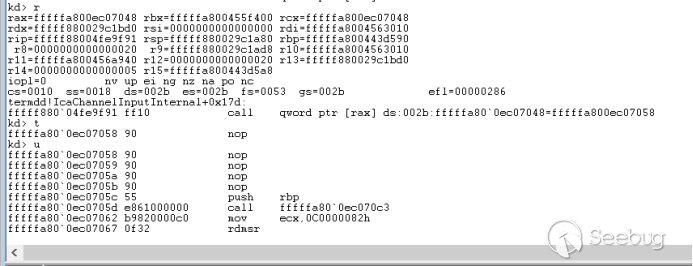 kd> r
rax=fffffa800ec07048 rbx=fffffa800455f400 rcx=fffffa800ec07048
rdx=fffff880029c1bd0 rsi=0000000000000000 rdi=fffffa8004563010
rip=fffff88004fe9f91 rsp=fffff880029c1a80 rbp=fffffa800443d590
r8=0000000000000020 r9=fffff880029c1ad8 r10=fffffa8004563010
r11=fffffa800456a940 r12=0000000000000020 r13=fffff880029c1bd0
r14=0000000000000005 r15=fffffa800443d5a8
iopl=0 nv up ei ng nz na po nc
cs=0010 ss=0018 ds=002b es=002b fs=0053 gs=002b efl=00000286
termdd!IcaChannelInputInternal+0x17d:
fffff880`04fe9f91 ff10 call qword ptr [rax] ds:002b:fffffa80`0ec07048=fffffa800ec07058
kd> t
fffffa80`0ec07058 90 nop
kd> u
fffffa80`0ec07058 90 nop
fffffa80`0ec07059 90 nop
fffffa80`0ec0705a 90 nop
fffffa80`0ec0705b 90 nop
fffffa80`0ec0705c 55 push rbp
fffffa80`0ec0705d e861000000 call fffffa80`0ec070c3
fffffa80`0ec07062 b9820000c0 mov ecx,0C0000082h
fffffa80`0ec07067 0f32 rdmsr
Seebug